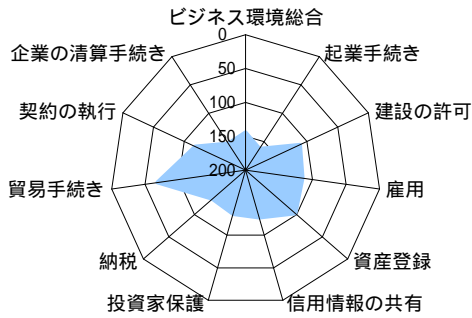 ビジネス環境総合
起業手続き
建設の許可
雇用
資産登録
信用情報の共有
投資家保護
納税
貿易手続き
契約の執行
企業の清算手続き
0
50
100
150
200